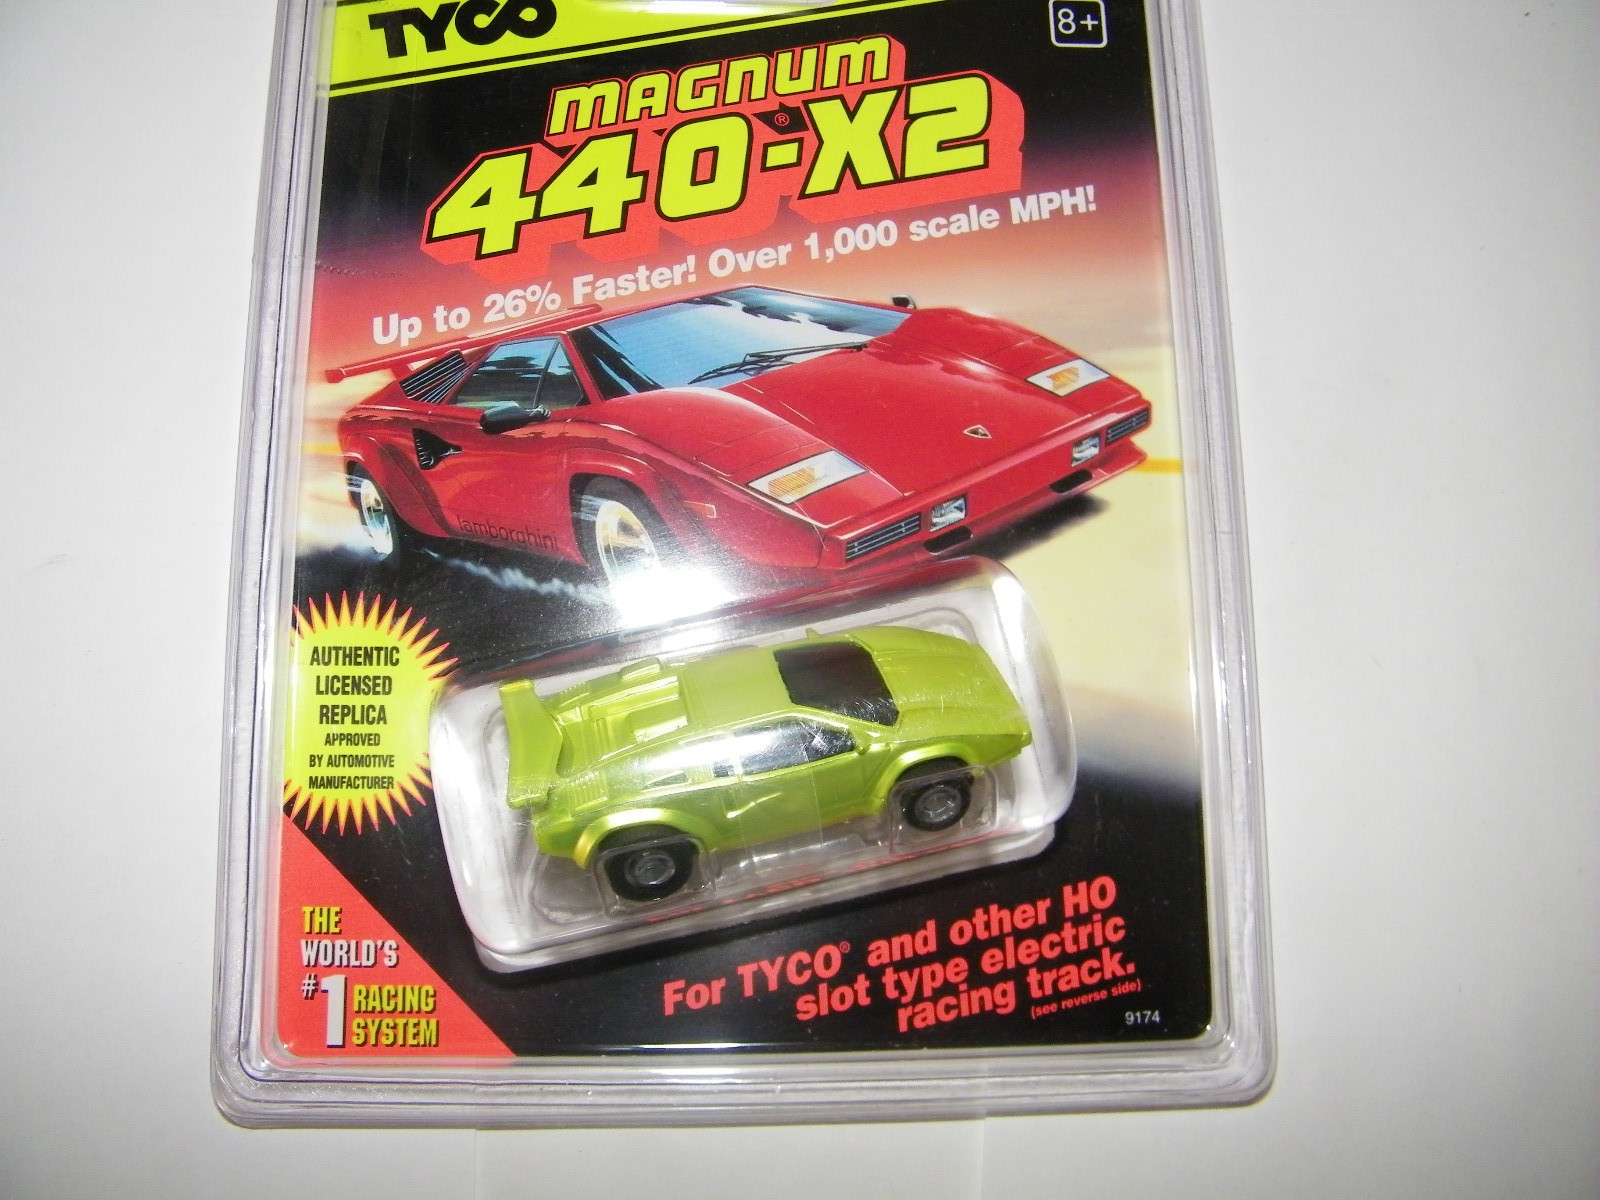 TYCO
8+
MAGNUM
440®-X2
Up to 26% Faster! Over 1,000 scale MPH!
lamborghini
AUTHENTIC
LICENSED
REPLICA
APPROVED
BY AUTOMOTIVE
MANUFACTURER
THE
WORLD'S
#1 RACING
SYSTEM
For TYCO® and other HO
slot type electric
racing track.
(see reverse side)
9174